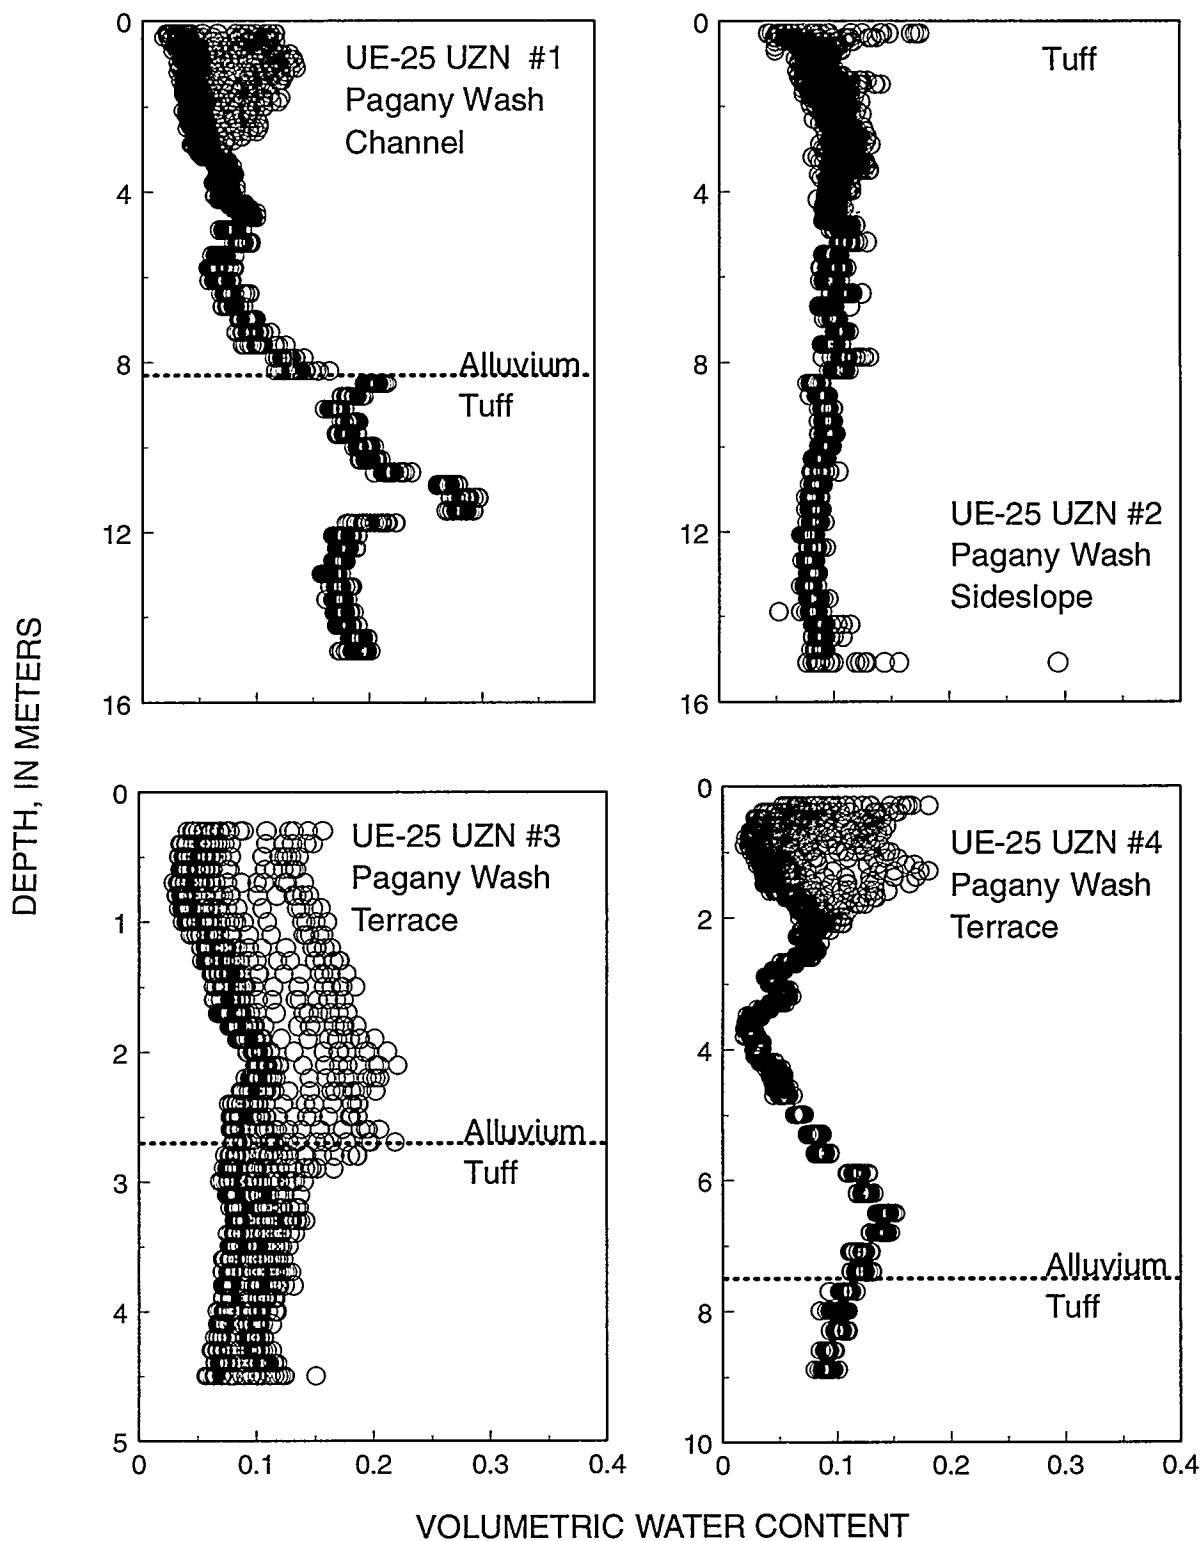 0
4
8
12
16
UE-25 UZN #1
Pagany Wash
Channel
Alluvium
Tuff
0
4
8
12
16
Tuff
UE-25 UZN #2
Pagany Wash
Sideslope
DEPTH, IN METERS
0
1
2
3
4
5
UE-25 UZN #3
Pagany Wash
Terrace
Alluvium
Tuff
0 0.1 0.2 0.3 0.4
0
2
4
6
8
10
UE-25 UZN #4
Pagany Wash
Terrace
Alluvium
Tuff
0 0.1 0.2 0.3 0.4
VOLUMETRIC WATER CONTENT